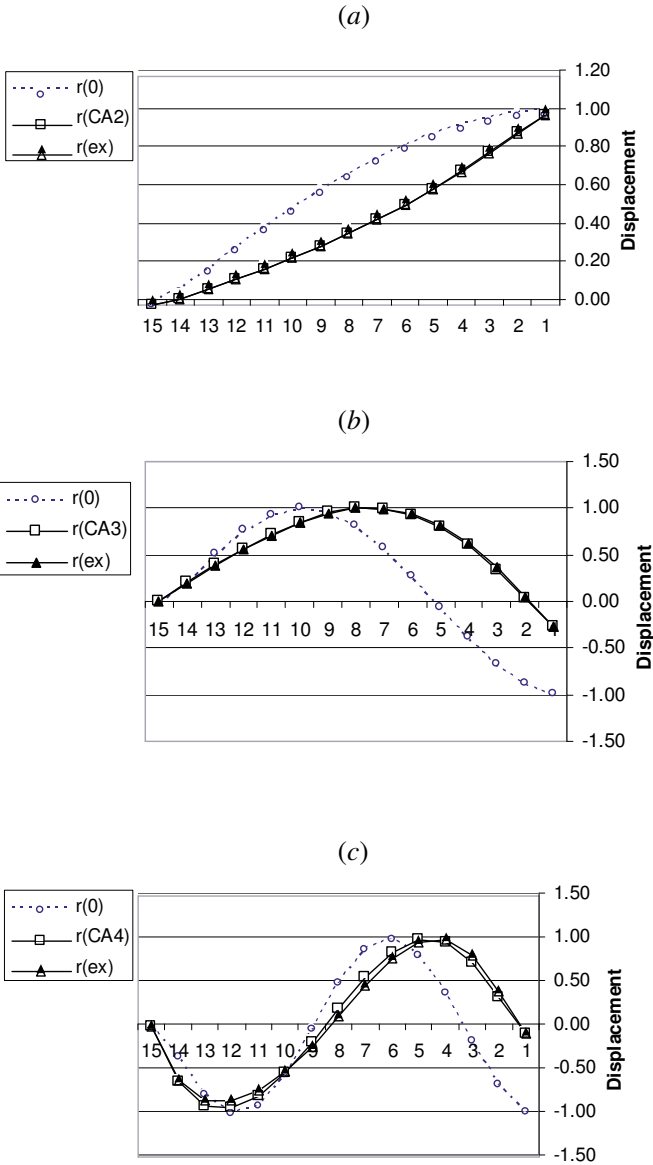 (a)
r(0)
r(CA2)
r(ex)
1.20
1.00
0.80
0.60
0.40
0.20
0.00
Displacement
15 14 13 12 11 10 9 8 7 6 5 4 3 2 1
(b)
r(0)
r(CA3)
r(ex)
1.50
1.00
0.50
0.00
-0.50
-1.00
-1.50
Displacement
15 14 13 12 11 10 9 8 7 6 5 4 3 2
(c)
r(0)
r(CA4)
r(ex)
1.50
1.00
0.50
0.00
-0.50
-1.00
-1.50
Displacement
15 14 13 12 11 10 9 8 7 6 5 4 3 2 1